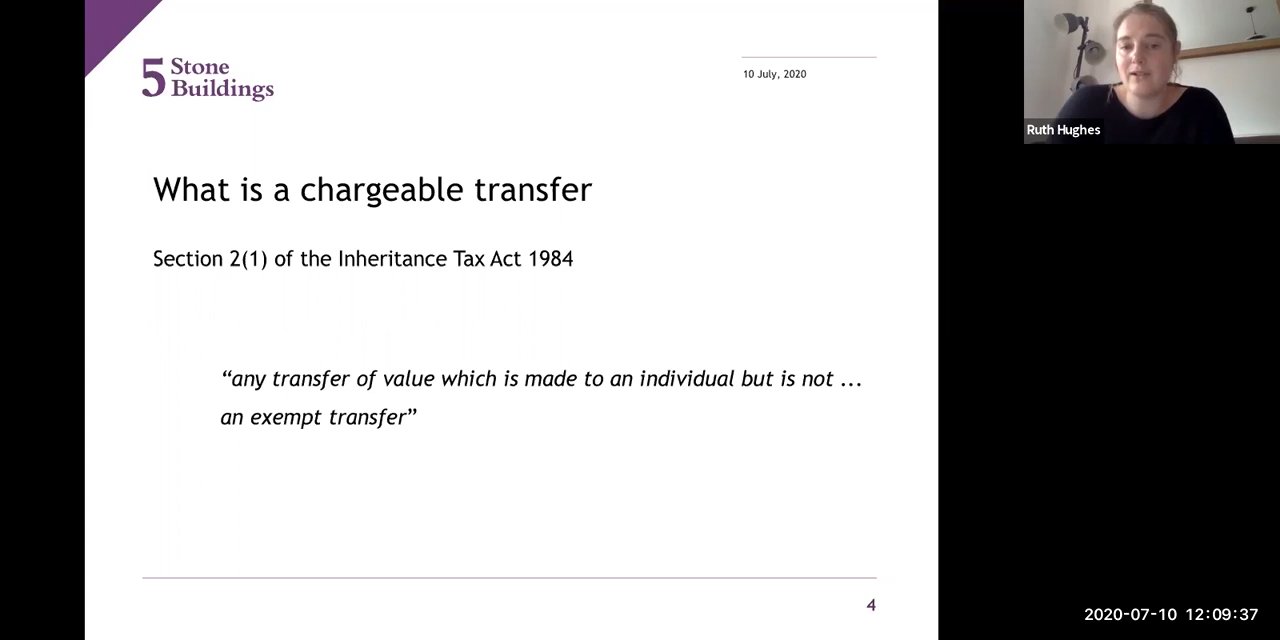 5 Stone
Buildings
10 July, 2020
Ruth Hughes
What is a chargeable transfer
Section 2(1) of the Inheritance Tax Act 1984
“any transfer of value which is made to an individual but is not ...
an exempt transfer”
4
2020-07-10 12:09:37